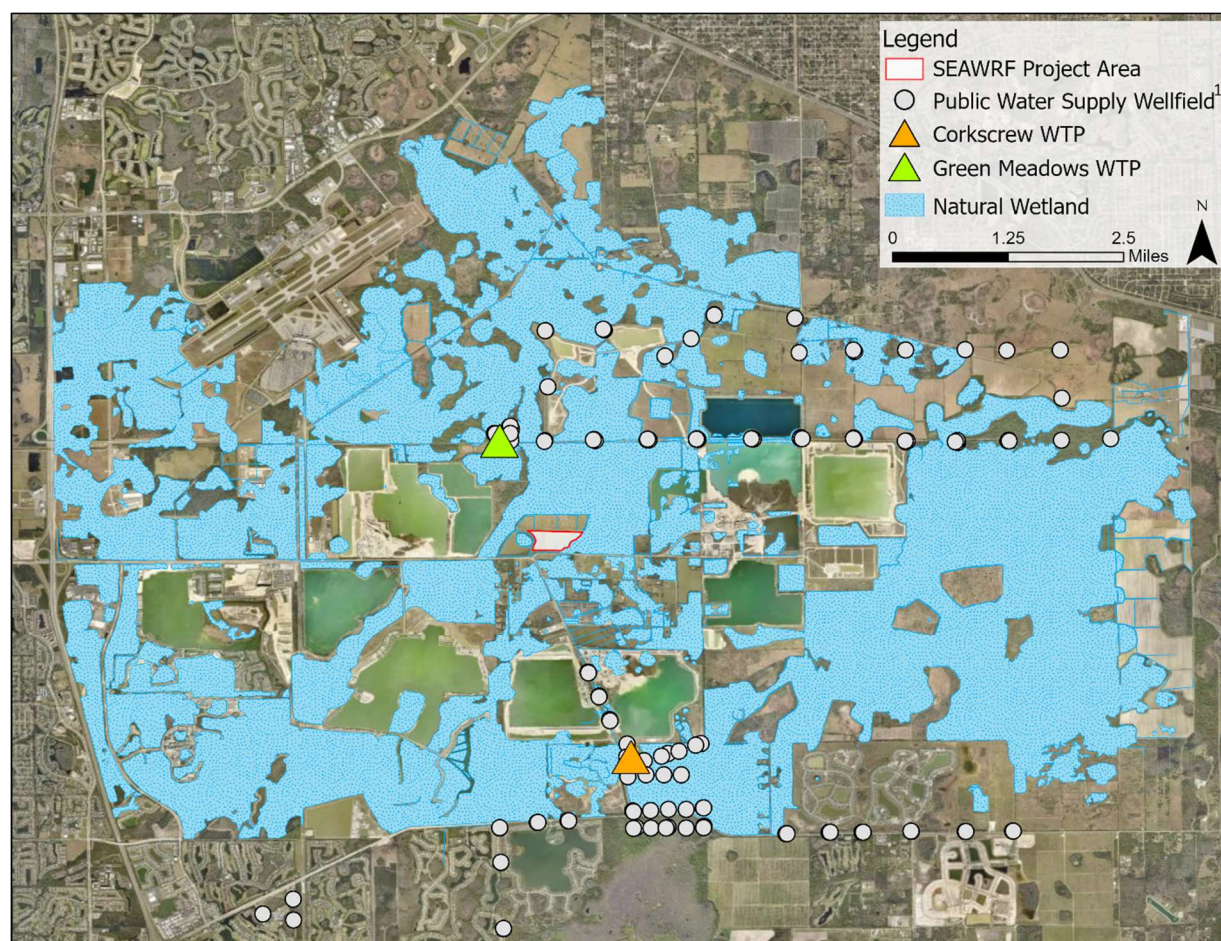 Legend
SEAWRF Project Area
Public Water Supply Wellfield¹
Corkscrew WTP
Green Meadows WTP
Natural Wetland
N
0 1.25 2.5
Miles